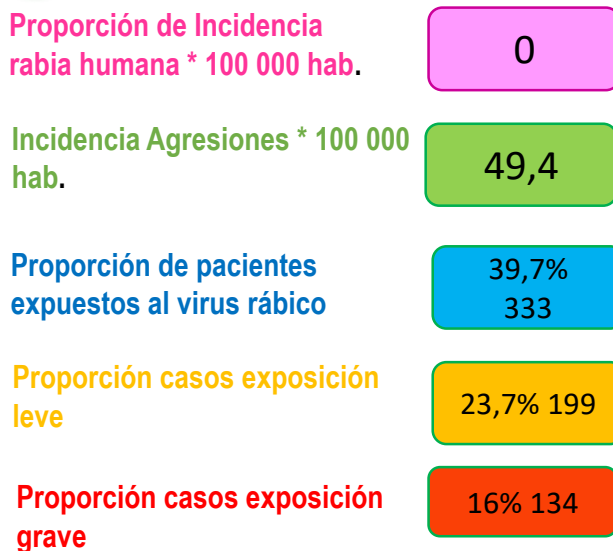 Proporción de Incidencia
rabia humana * 100 000 hab.
0
Incidencia Agresiones * 100 000
hab.
49,4
Proporción de pacientes
expuestos al virus rábico
39,7%
333
Proporción casos exposición
leve
23,7% 199
Proporción casos exposición
grave
16% 134